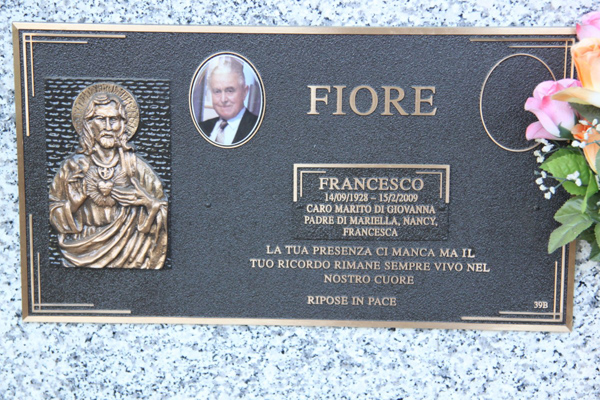 FIORE
FRANCESCO
14/09/1928 - 15/2/2009
CARO MARITO DI GIOVANNA
PADRE DI MARIELLA, NANCY,
FRANCESCA
LA TUA PRESENZA CI MANCA MA IL
TUO RICORDO RIMANE SEMPRE VIVO NEL
NOSTRO CUORE
RIPOSE IN PACE
39B